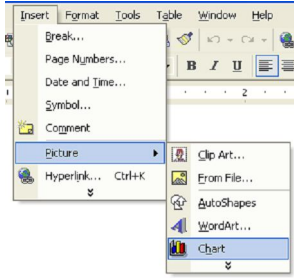 Insert Format Tools Table Window Help
Break...
Page Numbers...
Date and Time...
Symbol...
Comment
Picture
Hyperlink... Ctrl+K
B I U
2
Clip Art...
From File...
AutoShapes
WordArt...
Chart